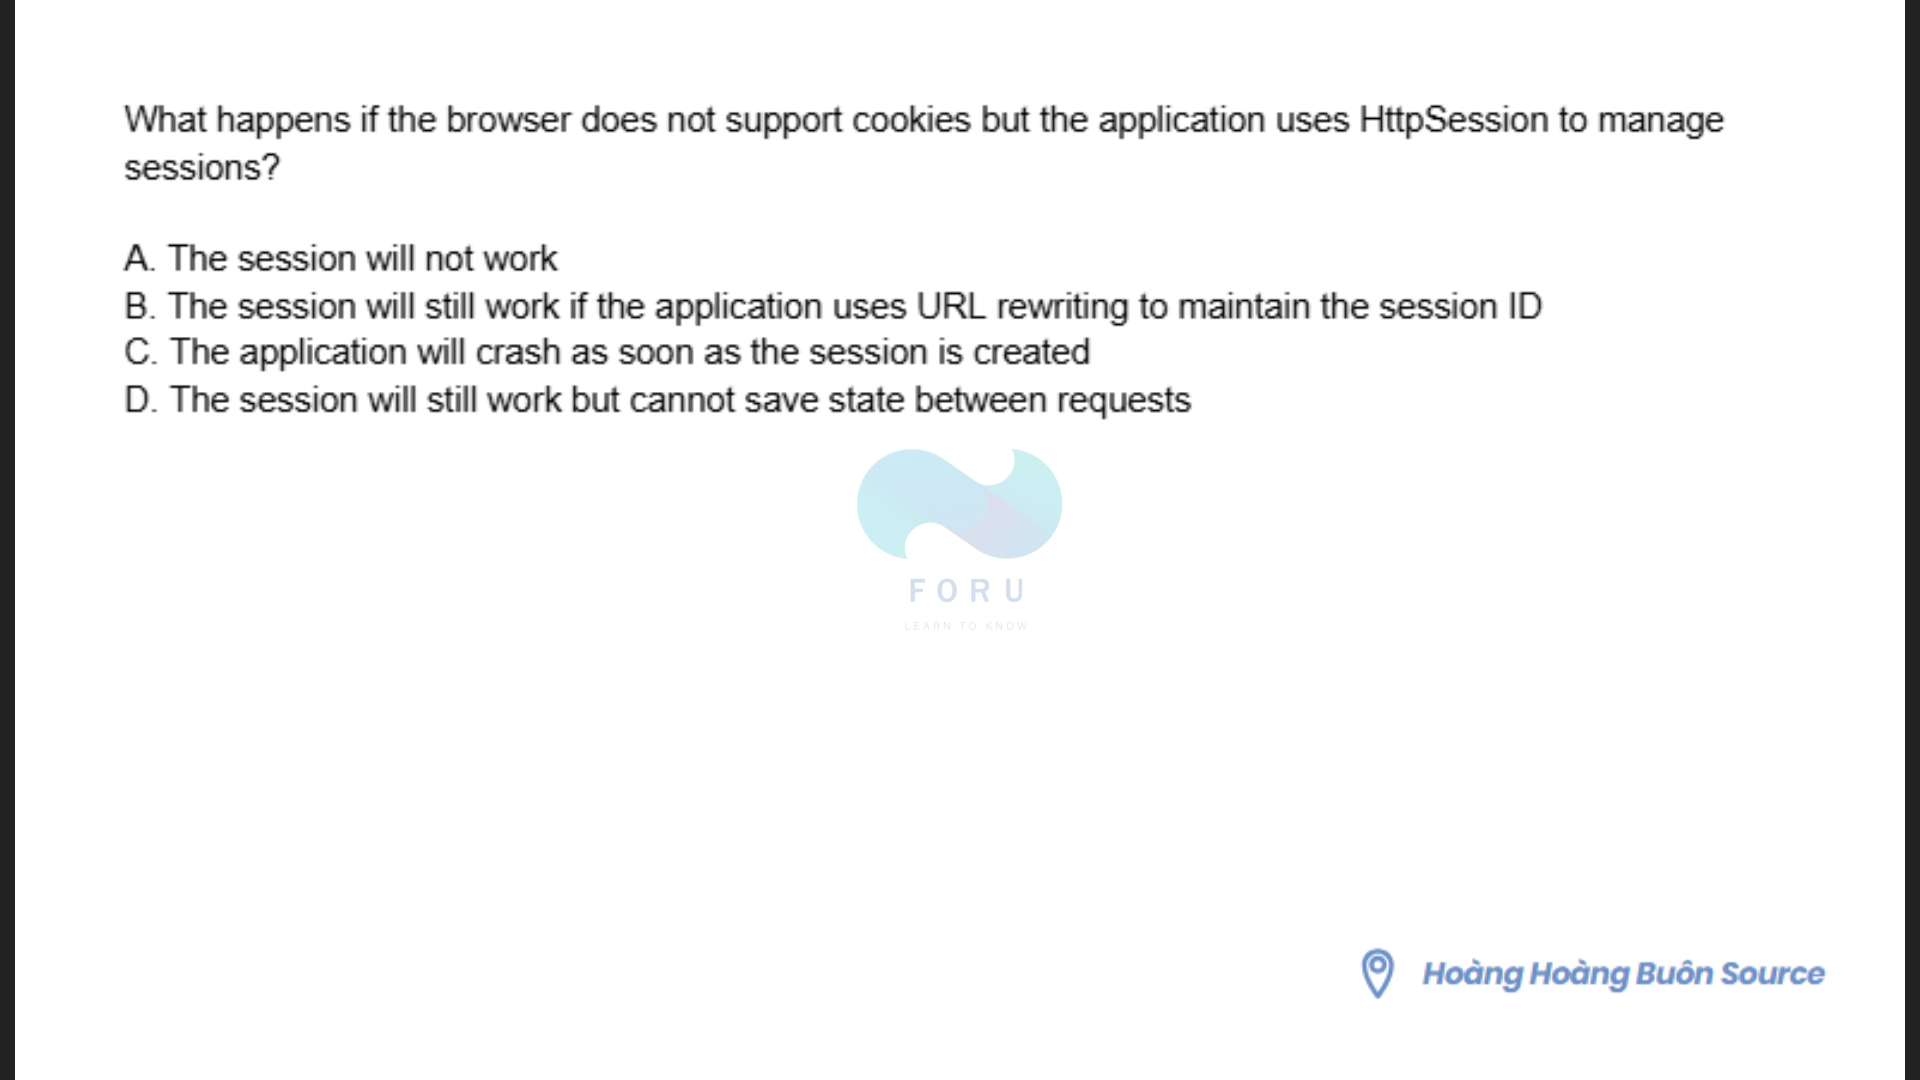 What happens if the browser does not support cookies but the application uses HttpSession to manage
sessions?
A. The session will not work
B. The session will still work if the application uses URL rewriting to maintain the session ID
C. The application will crash as soon as the session is created
D. The session will still work but cannot save state between requests
FORU
LEARN TO KNOW
Hoàng Hoàng Buôn Source